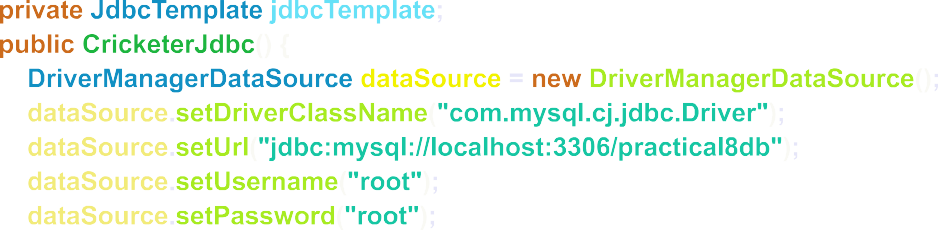 private JdbcTemplate jdbcTemplate;
public CricketerJdbc() {
DriverManagerDataSource dataSource = new DriverManagerDataSource();
dataSource.setDriverClassName("com.mysql.cj.jdbc.Driver");
dataSource.setUrl("jdbc:mysql://localhost:3306/practical8db");
dataSource.setUsername("root");
dataSource.setPassword("root");